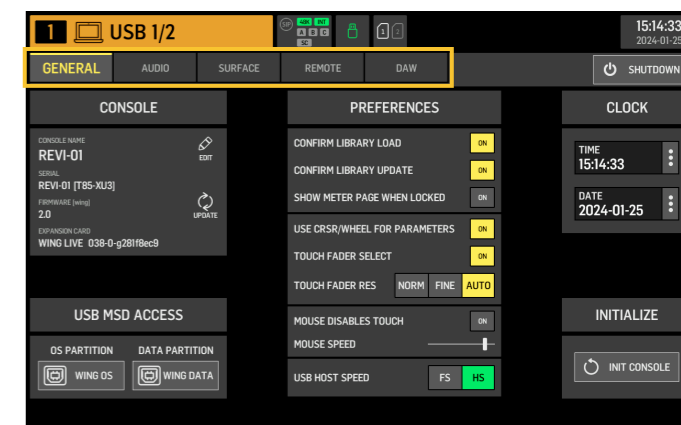 1 USB 1/2
SIP 48K INT
A B C
SC
1 2
15:14:33
2024-01-25
GENERAL AUDIO SURFACE REMOTE DAW
SHUTDOWN
CONSOLE
CONSOLE NAME
REVI-01
EDIT
SERIAL
REVI-01 [T85-XU3]
FIRMWARE [wing]
2.0
UPDATE
EXPANSION CARD
WING LIVE 038-0-g281f8ec9
USB MSD ACCESS
OS PARTITION DATA PARTITION
WING OS WING DATA
PREFERENCES
CONFIRM LIBRARY LOAD ON
CONFIRM LIBRARY UPDATE ON
SHOW METER PAGE WHEN LOCKED ON
USE CRSR/WHEEL FOR PARAMETERS ON
TOUCH FADER SELECT ON
TOUCH FADER RES NORM FINE AUTO
MOUSE DISABLES TOUCH ON
MOUSE SPEED
USB HOST SPEED FS HS
CLOCK
TIME
15:14:33
DATE
2024-01-25
INITIALIZE
INIT CONSOLE